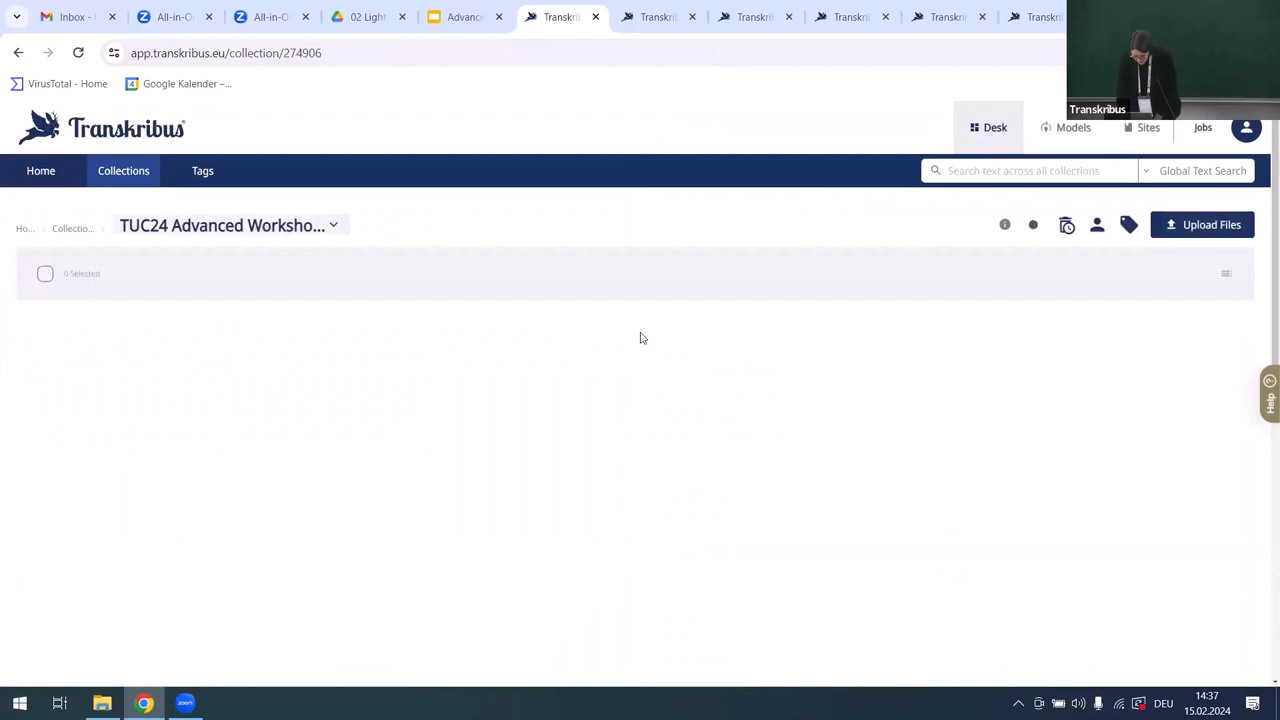 Inbox -
All-in-O
All-in-O
02 Light
Advance
Transkri
Transkri
Transkri
Transkri
Transkri
Transkri
app.transkribus.eu/collection/274906
VirusTotal - Home
Google Kalender –...
Transkribus
Transkribus
Desk
Models
Sites
Jobs
Home
Collections
Tags
Search text across all collections
Global Text Search
Ho...
Collectio...
TUC24 Advanced Worksho...
Upload Files
0 Selected
Help
zoom
DEU
14:37
15.02.2024